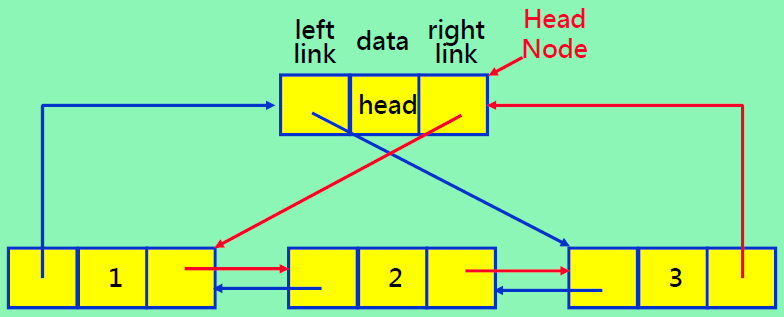 left
link
data
right
link
Head
Node
head
1
2
3